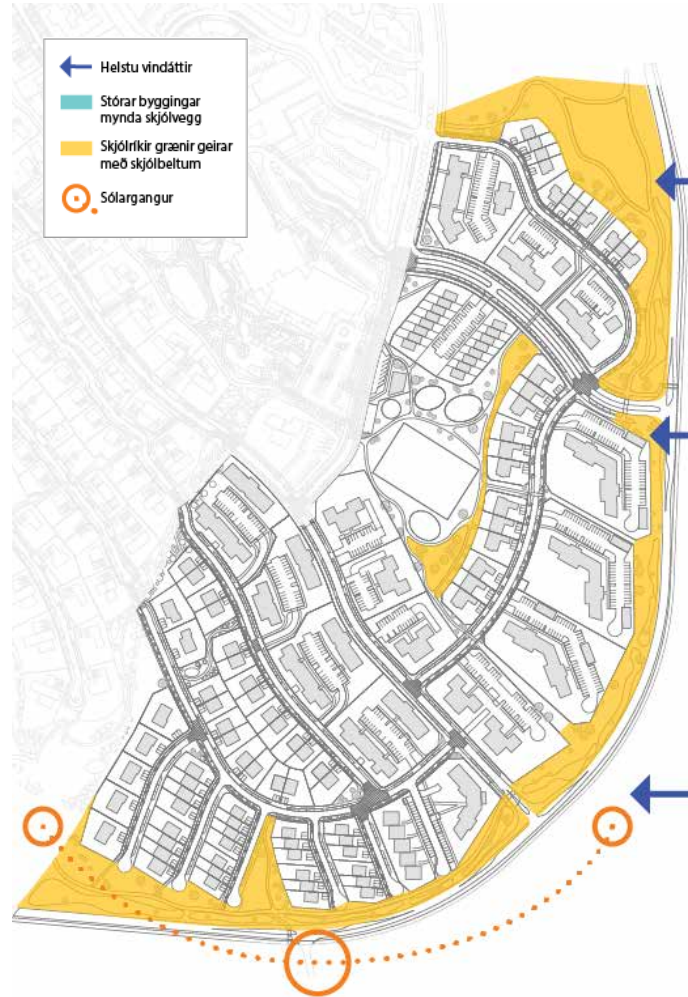 Helstu vindáttir
Stórar byggingar
mynda skjólvegg
Skjólríkir grænir geirar
með skjólbeltum
Sólargangur